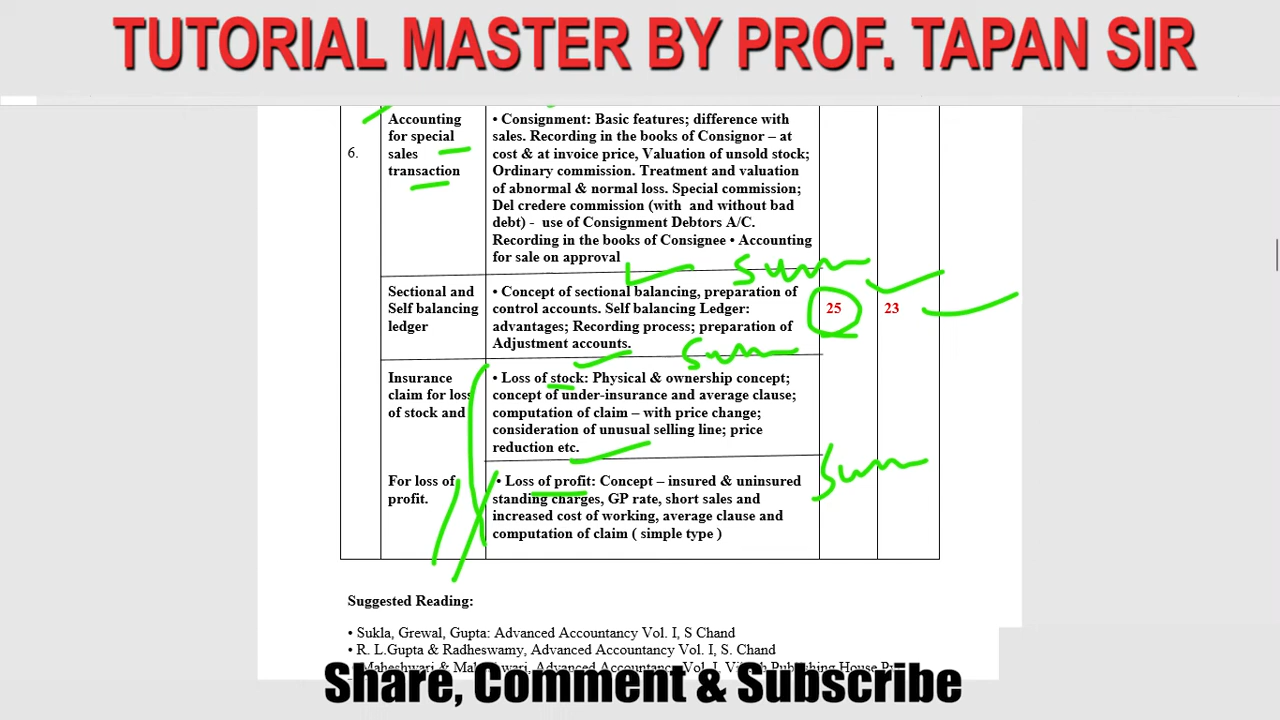 TUTORIAL MASTER BY PROF. TAPAN SIR
6.
Accounting
for special
sales
transaction
• Consignment: Basic features; difference with
sales. Recording in the books of Consignor – at
cost & at invoice price, Valuation of unsold stock;
Ordinary commission. Treatment and valuation
of abnormal & normal loss. Special commission;
Del credere commission (with and without bad
debt) - use of Consignment Debtors A/C.
Recording in the books of Consignee • Accounting
for sale on approval
Sum
Sectional and
Self balancing
ledger
• Concept of sectional balancing, preparation of
control accounts. Self balancing Ledger:
advantages; Recording process; preparation of
Adjustment accounts.
25
23
Sum
Insurance
claim for loss
of stock and
• Loss of stock: Physical & ownership concept;
concept of under-insurance and average clause;
computation of claim – with price change;
consideration of unusual selling line; price
reduction etc.
For loss of
profit.
• Loss of profit: Concept – insured & uninsured
standing charges, GP rate, short sales and
increased cost of working, average clause and
computation of claim ( simple type )
Sum
Suggested Reading:
• Sukla, Grewal, Gupta: Advanced Accountancy Vol. I, S Chand
• R. L.Gupta & Radheswamy, Advanced Accountancy Vol. I, S. Chand
Advanced Accountancy Vol. I,
Share, Comment & Subscribe